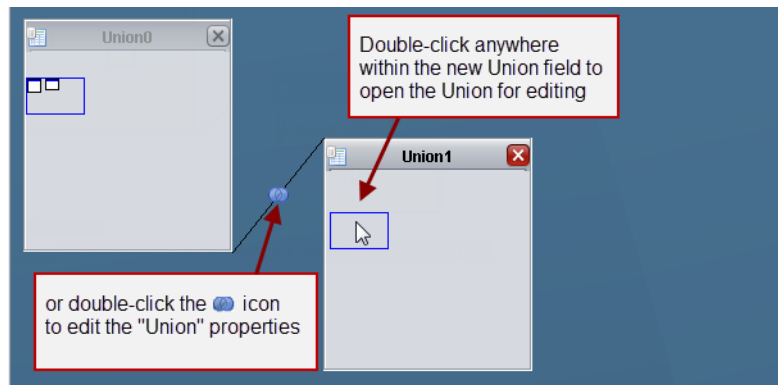 Union0
Double-click anywhere
within the new Union field to
open the Union for editing
Union1
or double-click the icon
to edit the "Union" properties